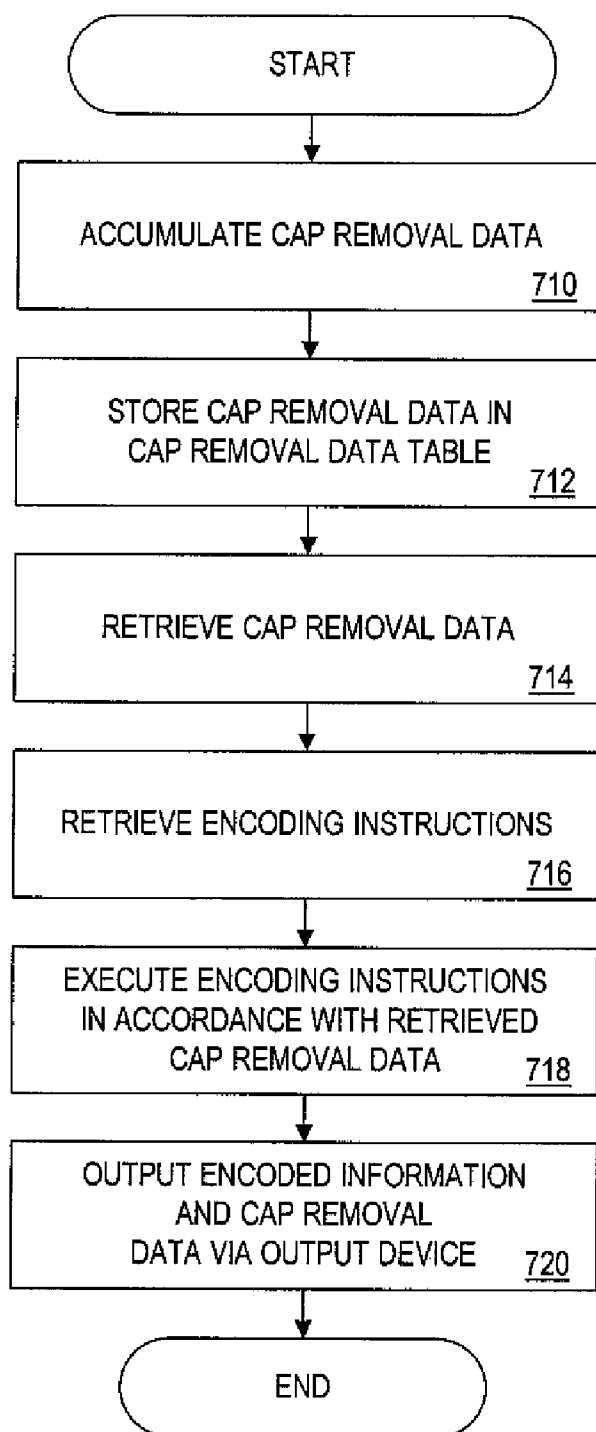 START
ACCUMULATE CAP REMOVAL DATA
710
STORE CAP REMOVAL DATA IN
CAP REMOVAL DATA TABLE
712
RETRIEVE CAP REMOVAL DATA
714
RETRIEVE ENCODING INSTRUCTIONS
716
EXECUTE ENCODING INSTRUCTIONS
IN ACCORDANCE WITH RETRIEVED
CAP REMOVAL DATA
718
OUTPUT ENCODED INFORMATION
AND CAP REMOVAL
DATA VIA OUTPUT DEVICE
720
END